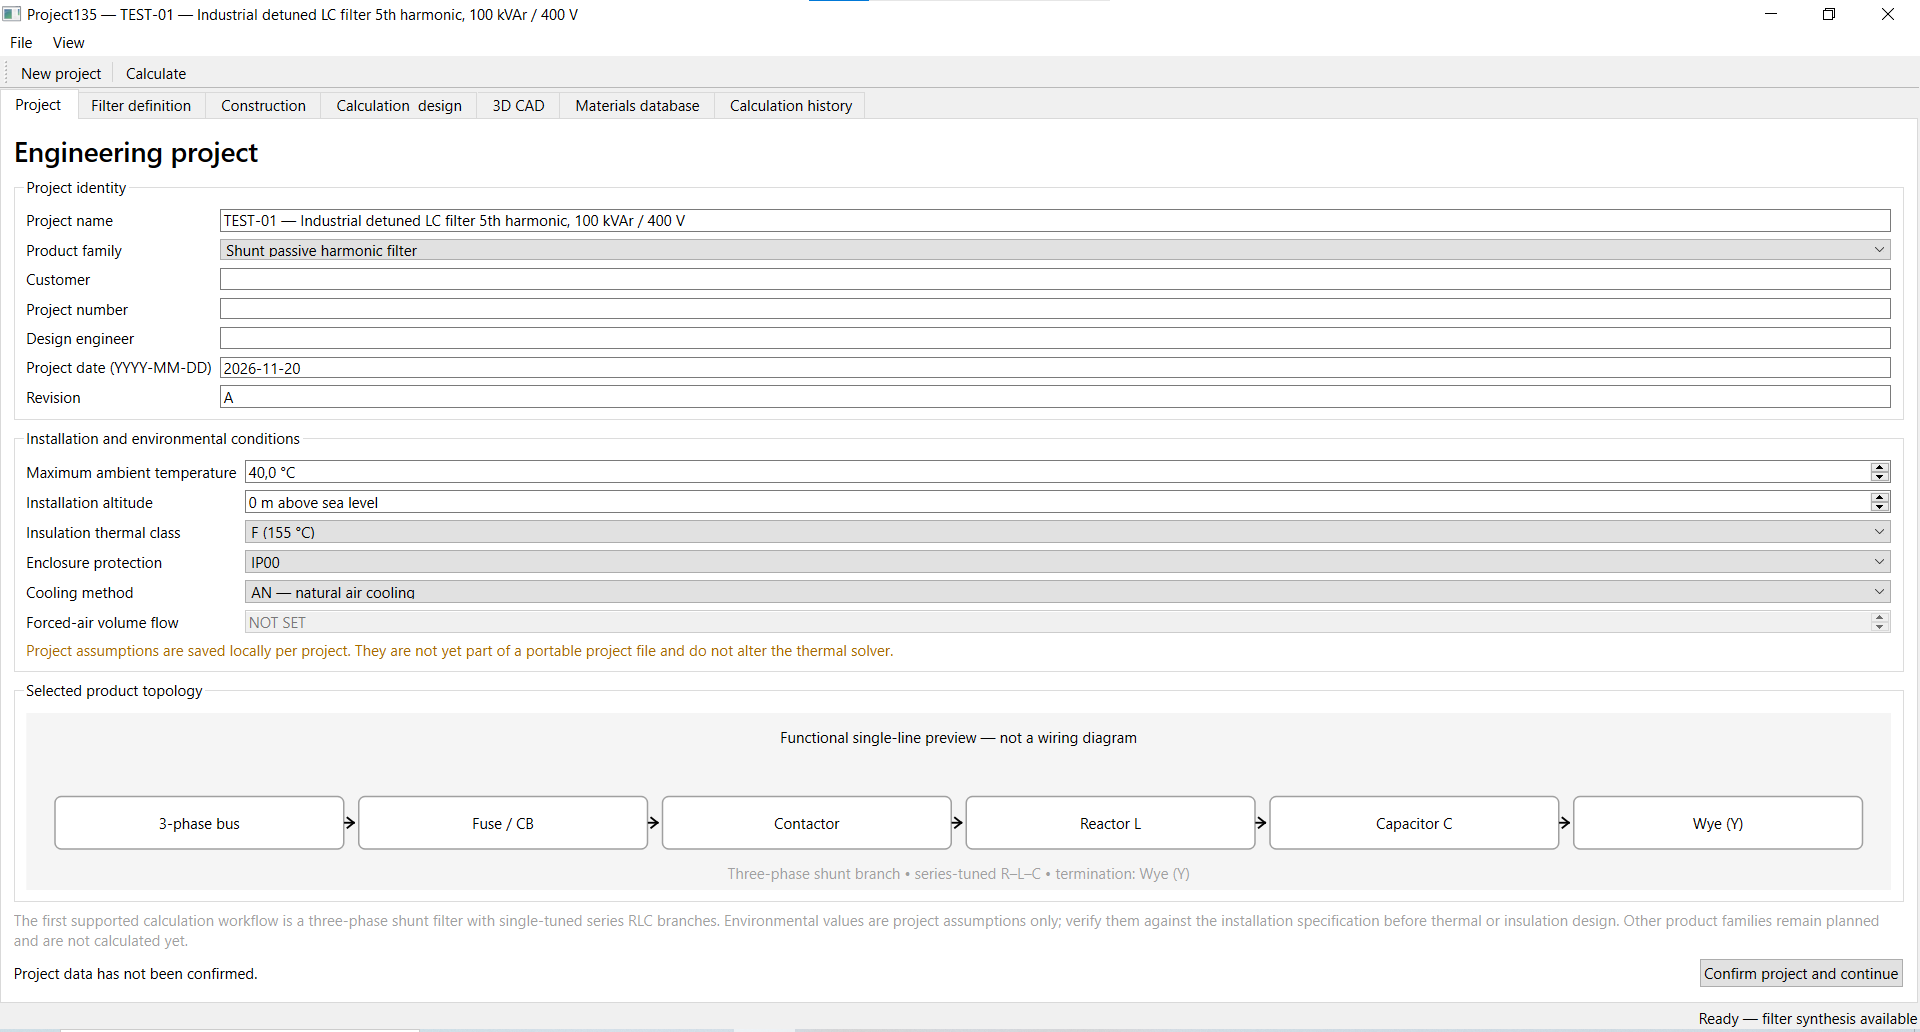 Project135 — TEST-01 — Industrial detuned LC filter 5th harmonic, 100 kVAr / 400 V
File View
New project Calculate
Project Filter definition Construction Calculation design 3D CAD Materials database Calculation history
Engineering project
Project identity
Project name TEST-01 — Industrial detuned LC filter 5th harmonic, 100 kVAr / 400 V
Product family Shunt passive harmonic filter
Customer
Project number
Design engineer
Project date (YYYY-MM-DD) 2026-11-20
Revision A
Installation and environmental conditions
Maximum ambient temperature 40,0 °C
Installation altitude 0 m above sea level
Insulation thermal class F (155 °C)
Enclosure protection IP00
Cooling method AN — natural air cooling
Forced-air volume flow NOT SET
Project assumptions are saved locally per project. They are not yet part of a portable project file and do not alter the thermal solver.
Selected product topology
Functional single-line preview — not a wiring diagram
3-phase bus Fuse / CB Contactor Reactor L Capacitor C Wye (Y)
Three-phase shunt branch • series-tuned R–L–C • termination: Wye (Y)
The first supported calculation workflow is a three-phase shunt filter with single-tuned series RLC branches. Environmental values are project assumptions only; verify them against the installation specification before thermal or insulation design. Other product families remain planned
and are not calculated yet.
Project data has not been confirmed. Confirm project and continue
Ready — filter synthesis available